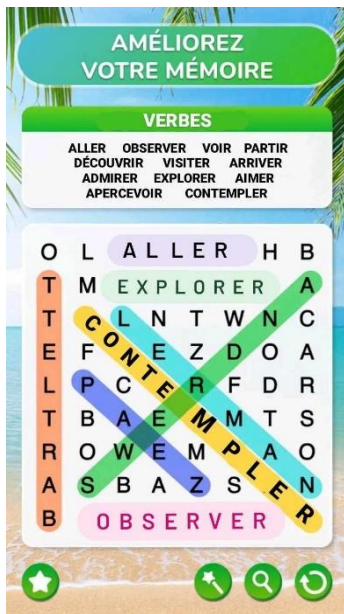 AMÉLIOREZ
VOTRE MÉMOIRE
VERBES
ALLER OBSERVER VOIR PARTIR
DÉCOUVRIR VISITER ARRIVER
ADMIRER EXPLORER AIMER
APERCEVOIR CONTEMPLER
O L A L L E R H B
T M E X P L O R E R A
T C L N T W N C
E F O N E Z D O A
L P C T E R F D R
T B A E M M T S
R O W E M P A O
A S B A Z S L E N
B O B S E R V E R R